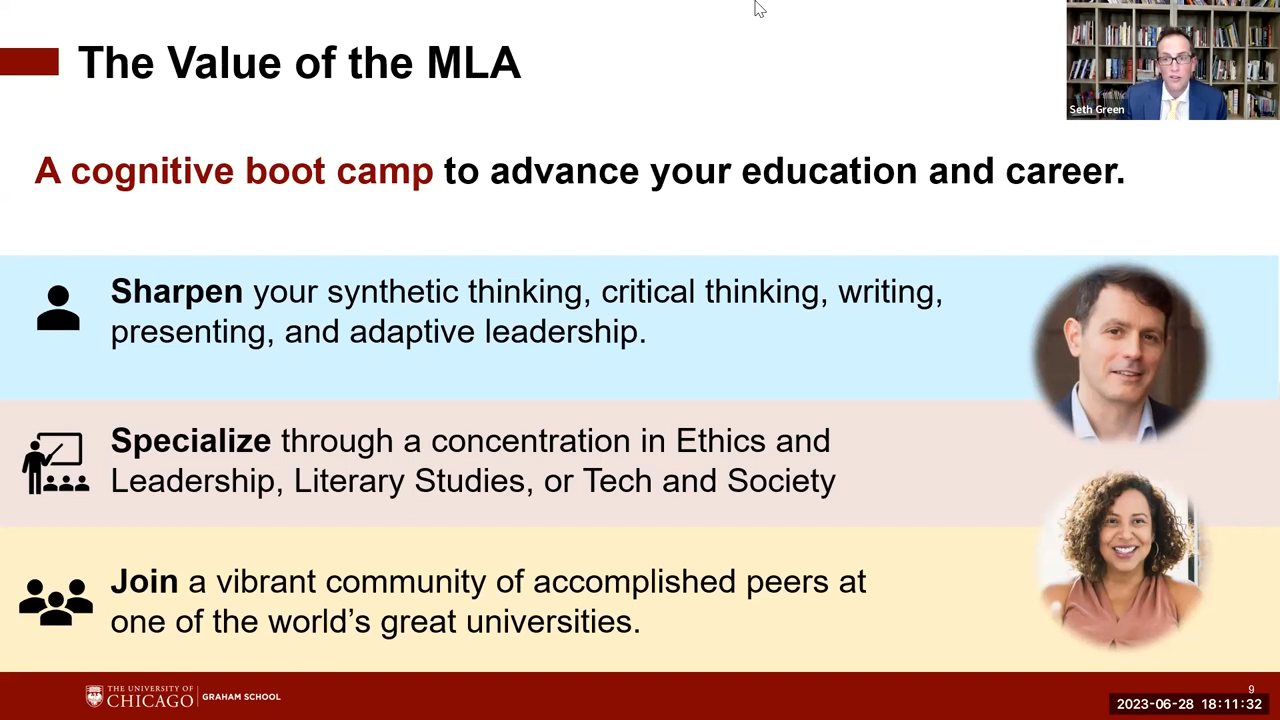 The Value of the MLA
Seth Green
A cognitive boot camp to advance your education and career.
Sharpen your synthetic thinking, critical thinking, writing,
presenting, and adaptive leadership.
Specialize through a concentration in Ethics and
Leadership, Literary Studies, or Tech and Society
Join a vibrant community of accomplished peers at
one of the world’s great universities.
THE UNIVERSITY OF
CHICAGO
GRAHAM SCHOOL
9
2023-06-28 18:11:32